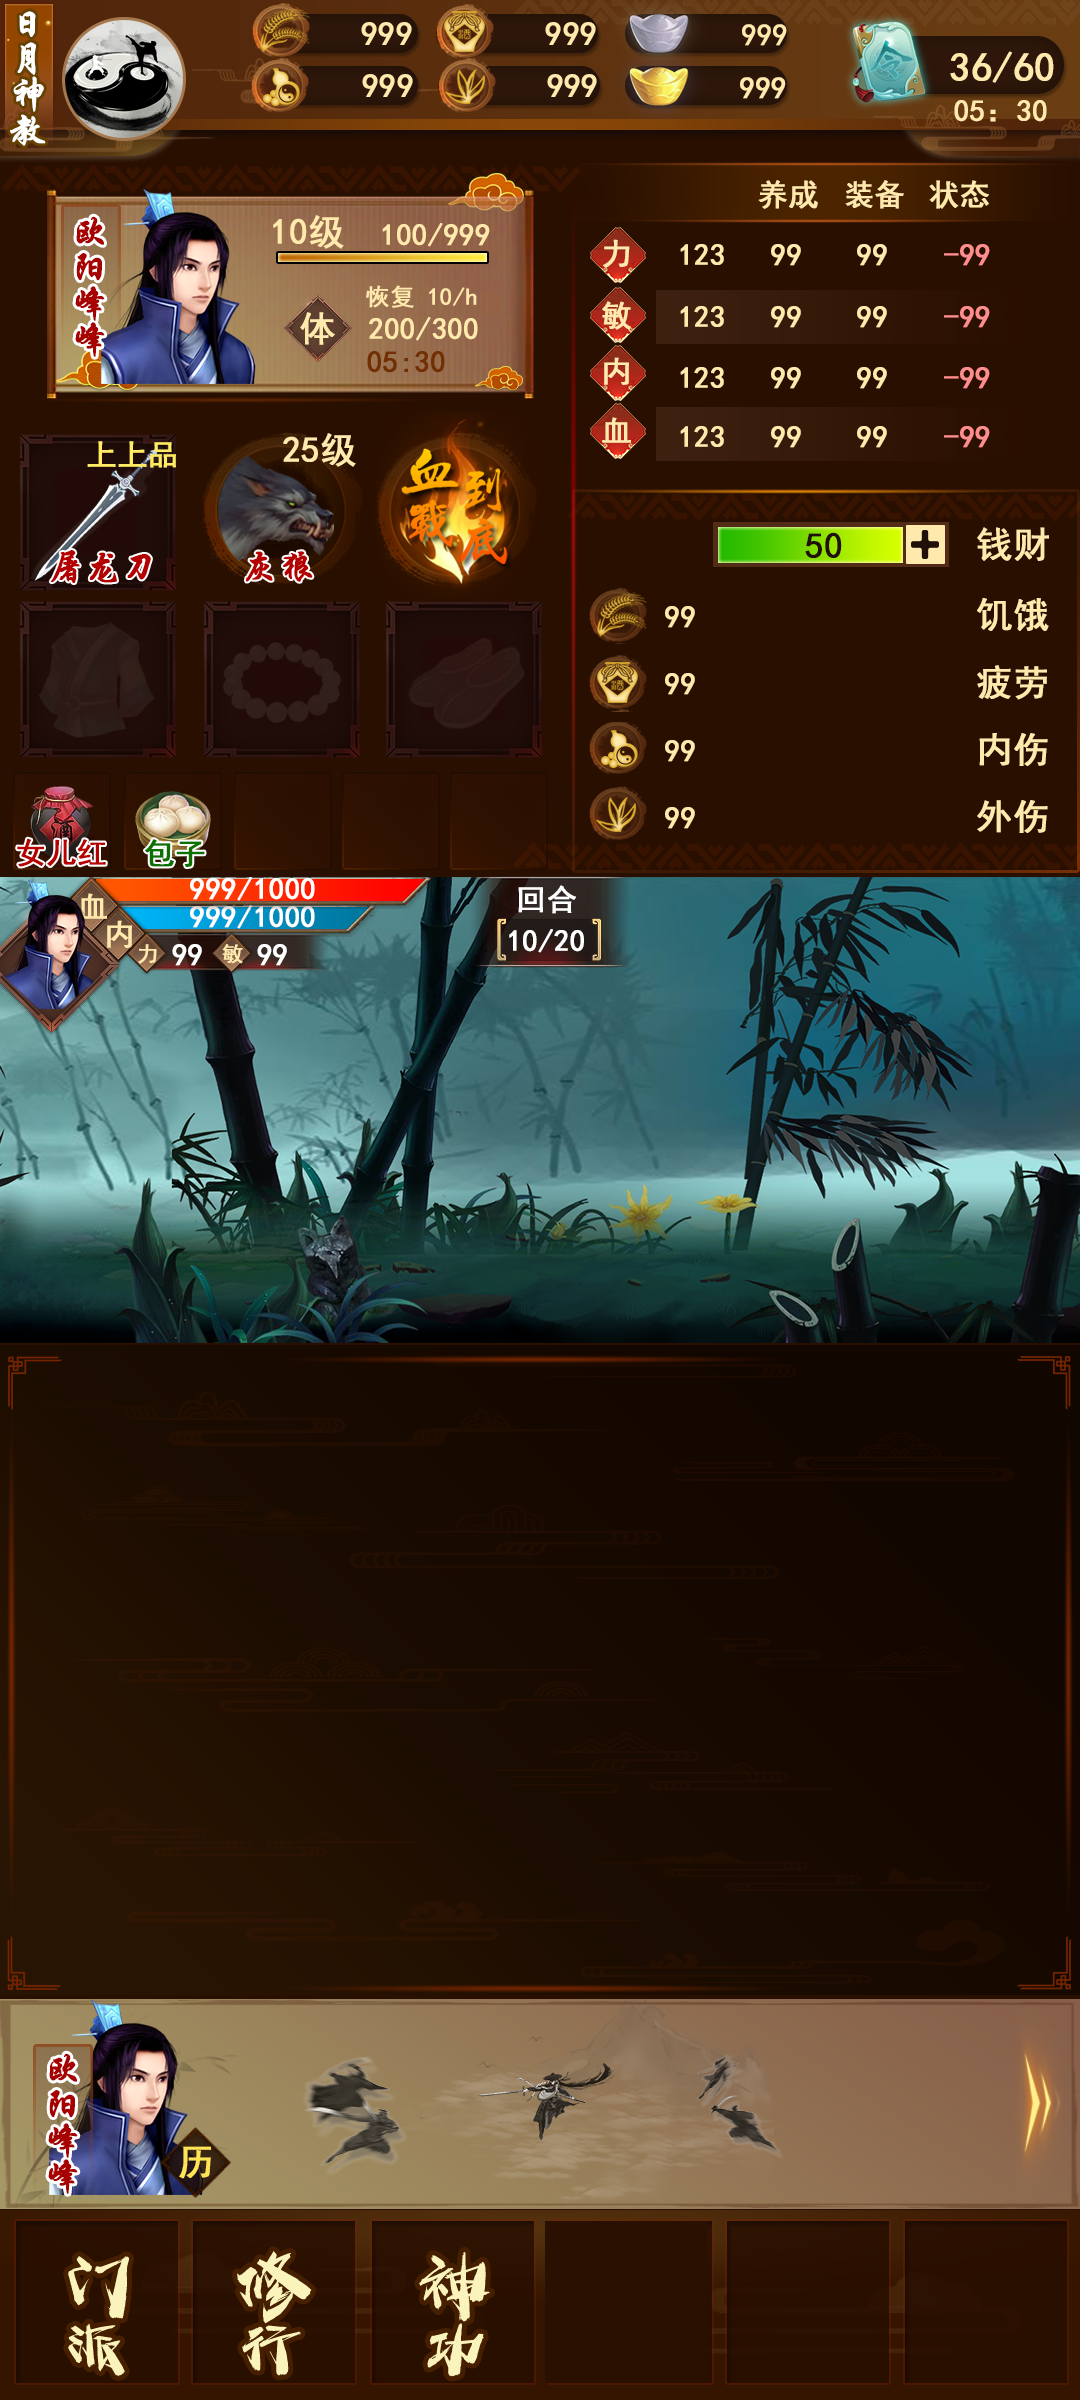 日月神教
999 999 999
999 999 999
36/60
05：30
欧阳峰峰
10级 100/999
恢复 10/h
体 200/300
05:30
养成 装备 状态
力 123 99 99 -99
敏 123 99 99 -99
内 123 99 99 -99
血 123 99 99 -99
上上品
屠龙刀
25级
灰狼
血戰到底
50 + 钱财
99 饥饿
99 疲劳
99 内伤
99 外伤
酒
女儿红
包子
血 999/1000
内 999/1000
力 99 敏 99
回合
[10/20]
欧阳峰峰
历
门派
修行
神功